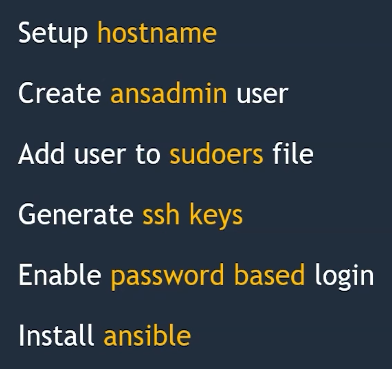 Setup hostname
Create ansadmin user
Add user to sudoers file
Generate ssh keys
Enable password based login
Install ansible